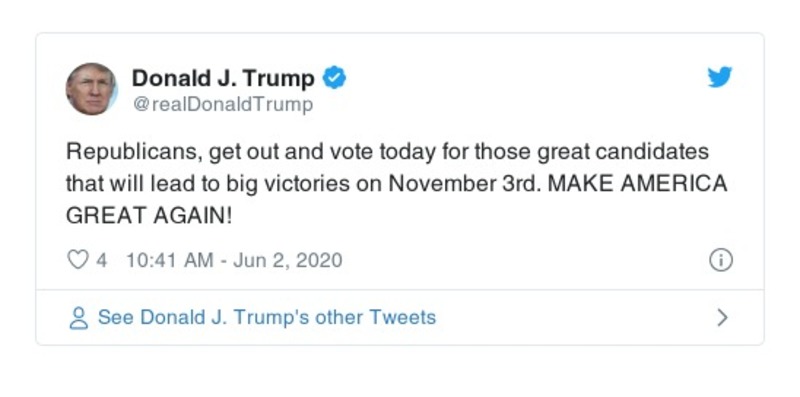 Donald J. Trump
@realDonaldTrump
Republicans, get out and vote today for those great candidates
that will lead to big victories on November 3rd. MAKE AMERICA
GREAT AGAIN!
4 10:41 AM - Jun 2, 2020
See Donald J. Trump's other Tweets